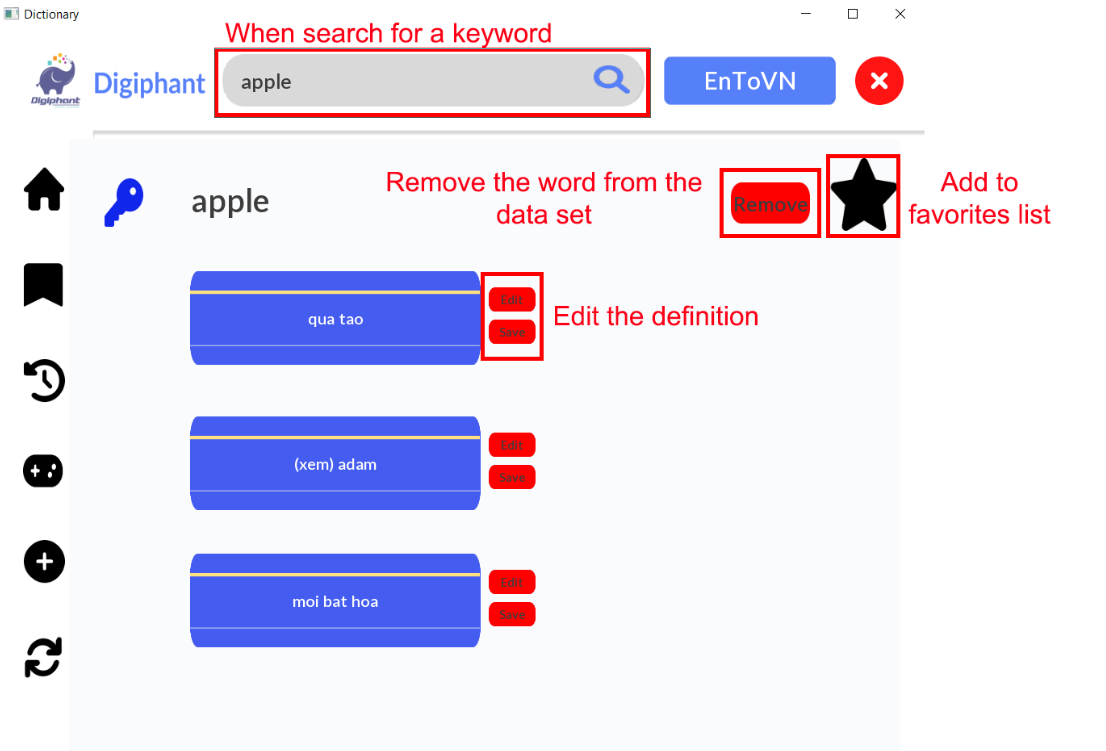 Dictionary
When search for a keyword
Digiphant
Digiphant
apple
EnToVN
apple
Remove the word from the
data set
Remove
Add to
favorites list
qua tao
Edit
Save
Edit the definition
(xem) adam
Edit
Save
moi bat hoa
Edit
Save